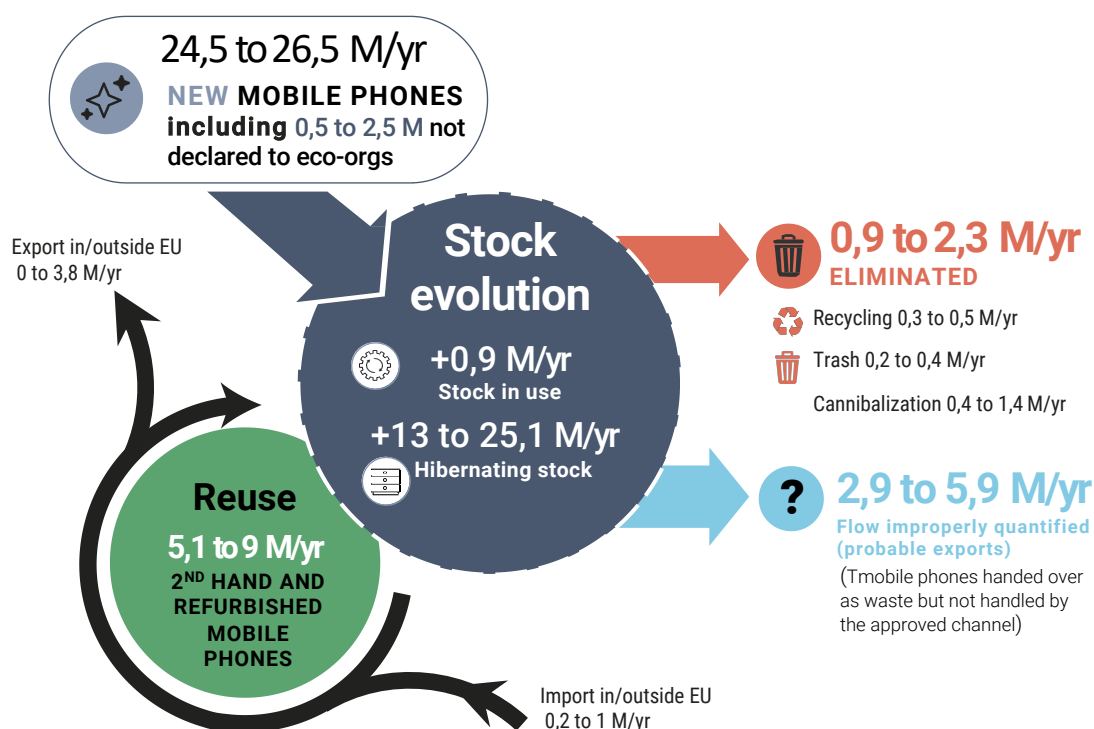 24,5 to 26,5 M/yr
NEW MOBILE PHONES
including 0,5 to 2,5 M not
declared to eco-orgs
Export in/outside EU
0 to 3,8 M/yr
Stock
evolution
+0,9 M/yr
Stock in use
+13 to 25,1 M/yr
Hibernating stock
0,9 to 2,3 M/yr
ELIMINATED
Recycling 0,3 to 0,5 M/yr
Trash 0,2 to 0,4 M/yr
Cannibalization 0,4 to 1,4 M/yr
?
2,9 to 5,9 M/yr
Flow improperly quantified
(probable exports)
(Tmobile phones handed over
as waste but not handled by
the approved channel)
Reuse
5,1 to 9 M/yr
2ND HAND AND
REFURBISHED
MOBILE
PHONES
Import in/outside EU
0,2 to 1 M/yr